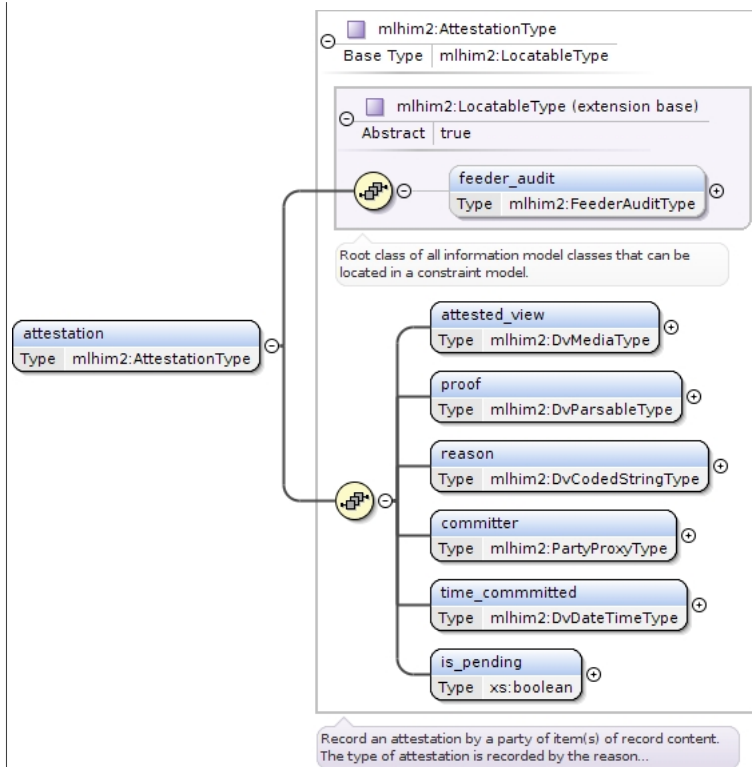 mlhim2:AttestationType
Base Type mlhim2:LocatableType
mlhim2:LocatableType (extension base)
Abstract true
feeder_audit
Type mlhim2:FeederAuditType
Root class of all information model classes that can be
located in a constraint model.
attestation
Type mlhim2:AttestationType
attested_view
Type mlhim2:DvMediaType
proof
Type mlhim2:DvParsableType
reason
Type mlhim2:DvCodedStringType
committer
Type mlhim2:PartyProxyType
time_commmitted
Type mlhim2:DvDateTimeType
is_pending
Type xs:boolean
Record an attestation by a party of item(s) of record content.
The type of attestation is recorded by the reason...